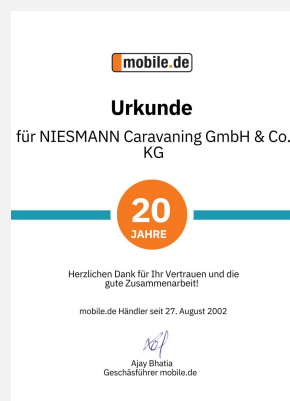 mobile.de
Urkunde
für NIESMANN Caravaning GmbH & Co.
KG
20
JAHRE
Herzlichen Dank für Ihr Vertrauen und die
gute Zusammenarbeit!
mobile.de Händler seit 27. August 2002
Ajay Bhatia
Geschäsführer mobile.de